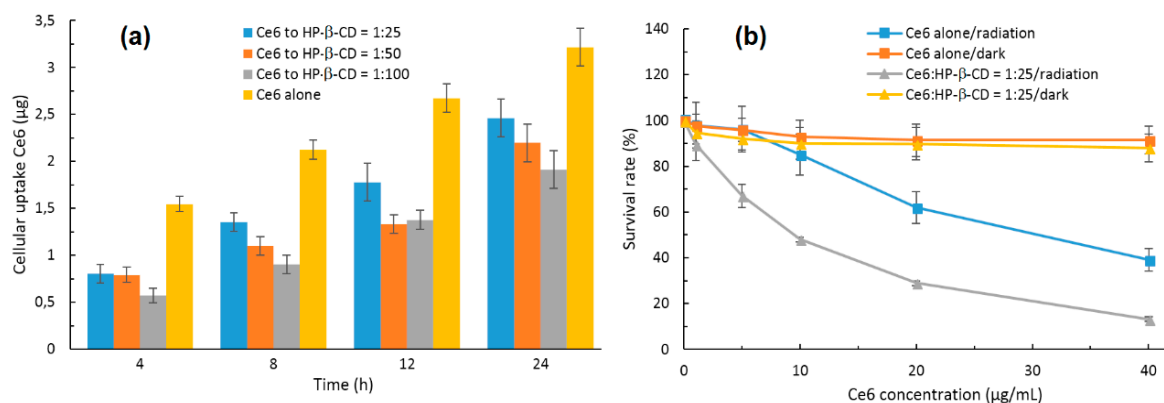 (a)
Ce6 to HP-β-CD = 1:25
Ce6 to HP-β-CD = 1:50
Ce6 to HP-β-CD = 1:100
Ce6 alone
Cellular uptake Ce6 (µg)
3,5
3
2,5
2
1,5
1
0,5
0
4 8 12 24
Time (h)
(b)
Ce6 alone/radiation
Ce6 alone/dark
Ce6:HP-β-CD = 1:25/radiation
Ce6:HP-β-CD = 1:25/dark
Survival rate (%)
140
120
100
80
60
40
20
0
0 10 20 30 40
Ce6 concentration (µg/mL)